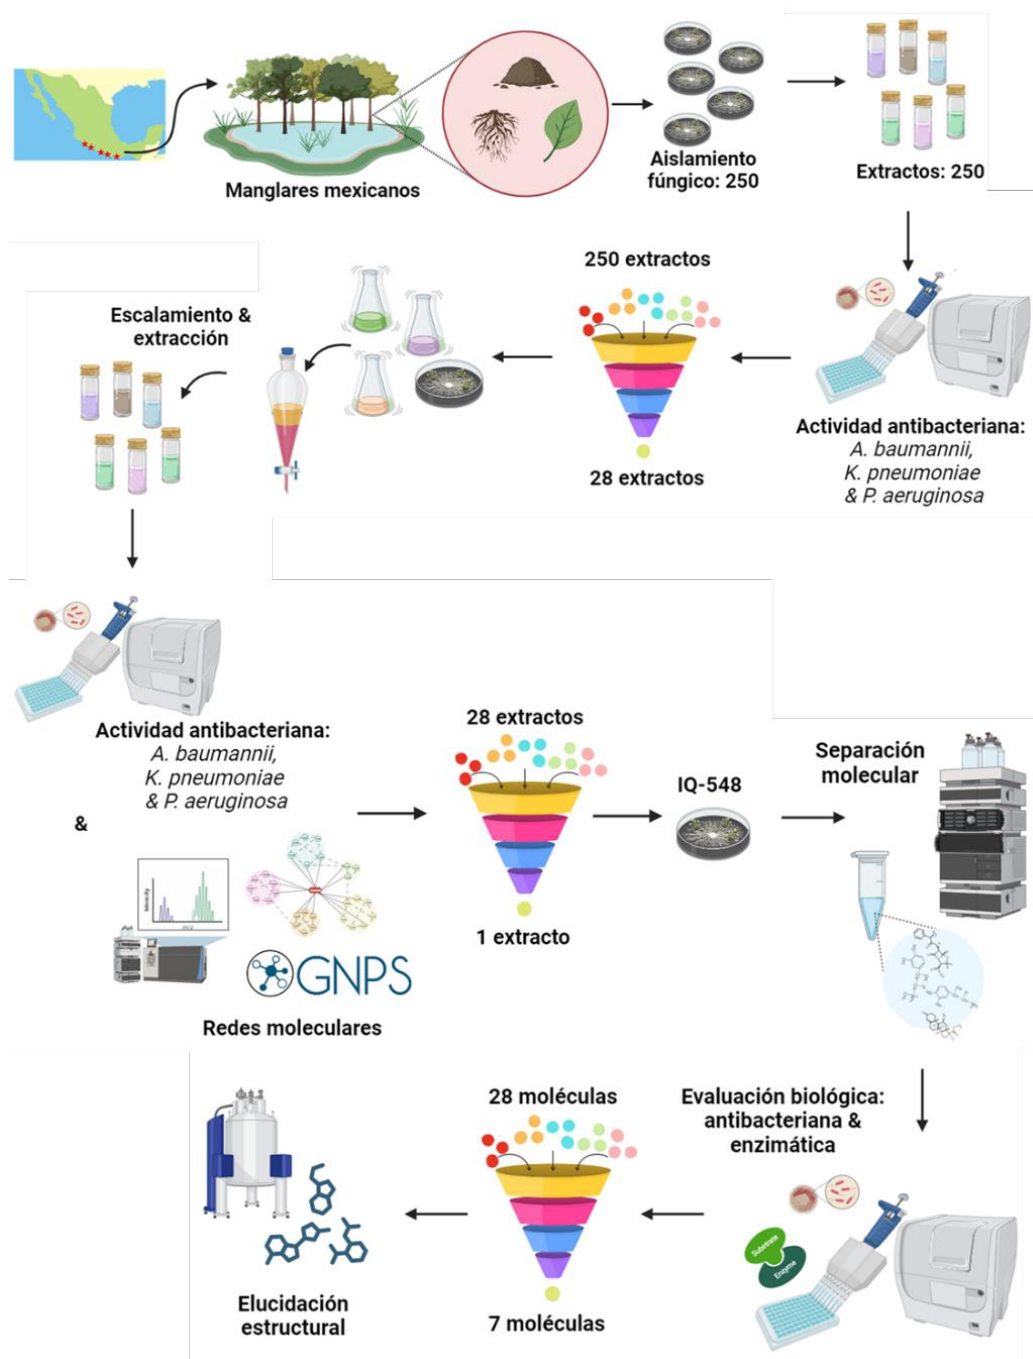 Manglares mexicanos
Aislamiento
fúngico: 250
Extractos: 250
250 extractos
28 extractos
Actividad antibacteriana:
A. baumannii,
K. pneumoniae
& P. aeruginosa
Escalamiento &
extracción
Actividad antibacteriana:
A. baumannii,
K. pneumoniae
& P. aeruginosa
&
GNPS
Redes moleculares
28 extractos
1 extracto
IQ-548
Separación
molecular
Evaluación biológica:
antibacteriana &
enzimática
Substrate
Enzyme
28 moléculas
7 moléculas
Elucidación
estructural